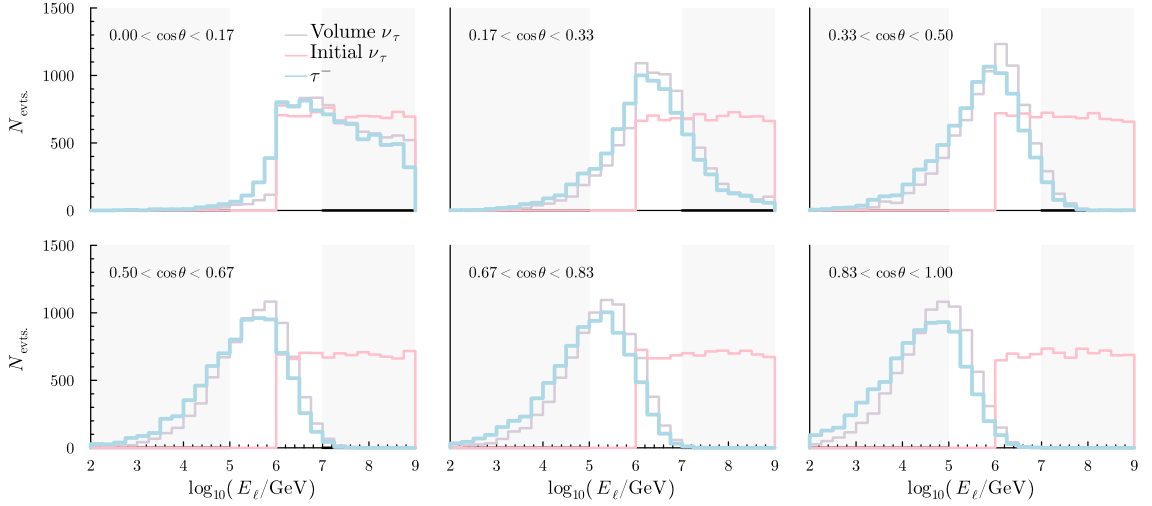 1500
1000
500
0
N evts.
0.00 < cos θ < 0.17
Volume ν_τ
Initial ν_τ
τ⁻
0.17 < cos θ < 0.33
0.33 < cos θ < 0.50
1500
1000
500
0
N evts.
0.50 < cos θ < 0.67
0.67 < cos θ < 0.83
0.83 < cos θ < 1.00
2 3 4 5 6 7 8 9
2 3 4 5 6 7 8 9
2 3 4 5 6 7 8 9
log₁₀(E_ℓ/GeV)
log₁₀(E_ℓ/GeV)
log₁₀(E_ℓ/GeV)